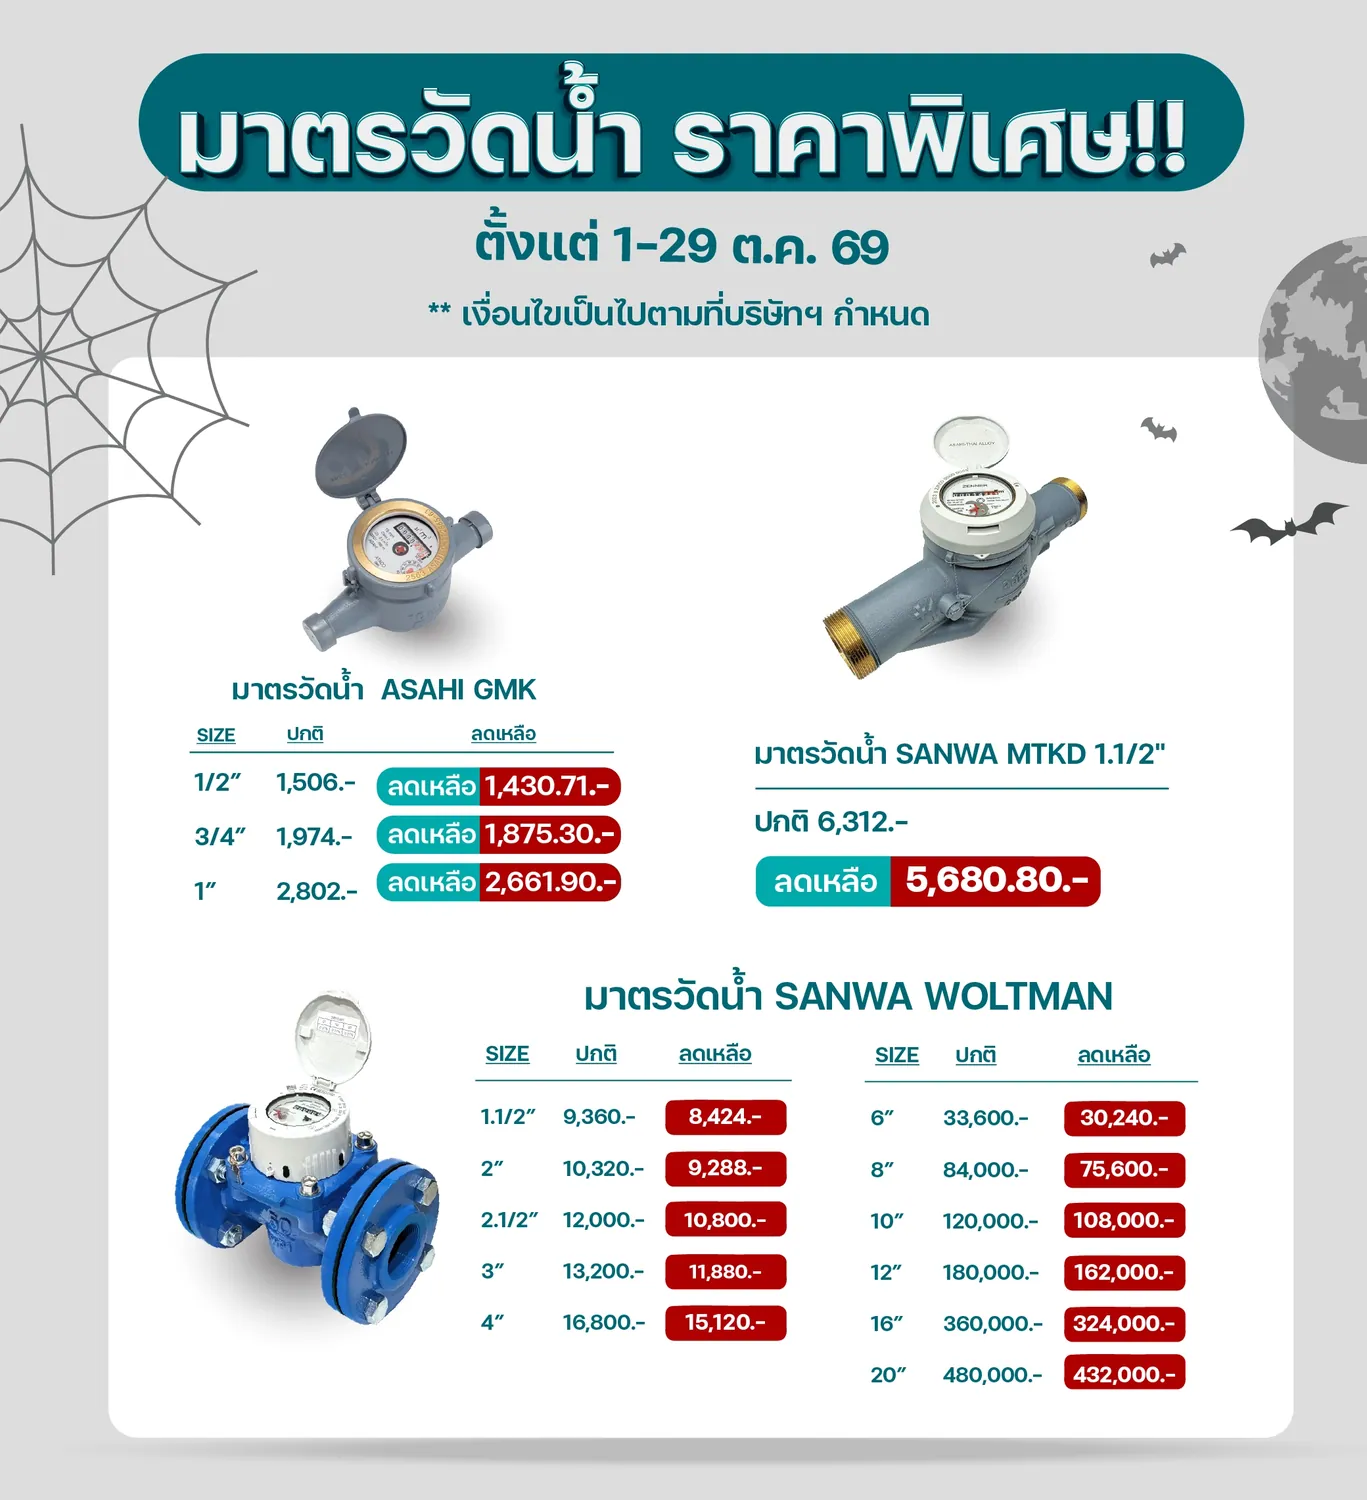 มาตรวัดน้ำ ราคาพิเศษ!!
ตั้งแต่ 1-29 ต.ค. 69
** เงื่อนไขเป็นไปตามที่บริษัทฯ กำหนด
มาตรวัดน้ำ ASAHI GMK
SIZE ปกติ ลดเหลือ
1/2″ 1,506.- ลดเหลือ 1,430.71.-
3/4″ 1,974.- ลดเหลือ 1,875.30.-
1″ 2,802.- ลดเหลือ 2,661.90.-
มาตรวัดน้ำ SANWA MTKD 1.1/2"
ปกติ 6,312.-
ลดเหลือ 5,680.80.-
มาตรวัดน้ำ SANWA WOLTMAN
SIZE ปกติ ลดเหลือ
1.1/2″ 9,360.- 8,424.-
2″ 10,320.- 9,288.-
2.1/2″ 12,000.- 10,800.-
3″ 13,200.- 11,880.-
4″ 16,800.- 15,120.-
SIZE ปกติ ลดเหลือ
6″ 33,600.- 30,240.-
8″ 84,000.- 75,600.-
10″ 120,000.- 108,000.-
12″ 180,000.- 162,000.-
16″ 360,000.- 324,000.-
20″ 480,000.- 432,000.-